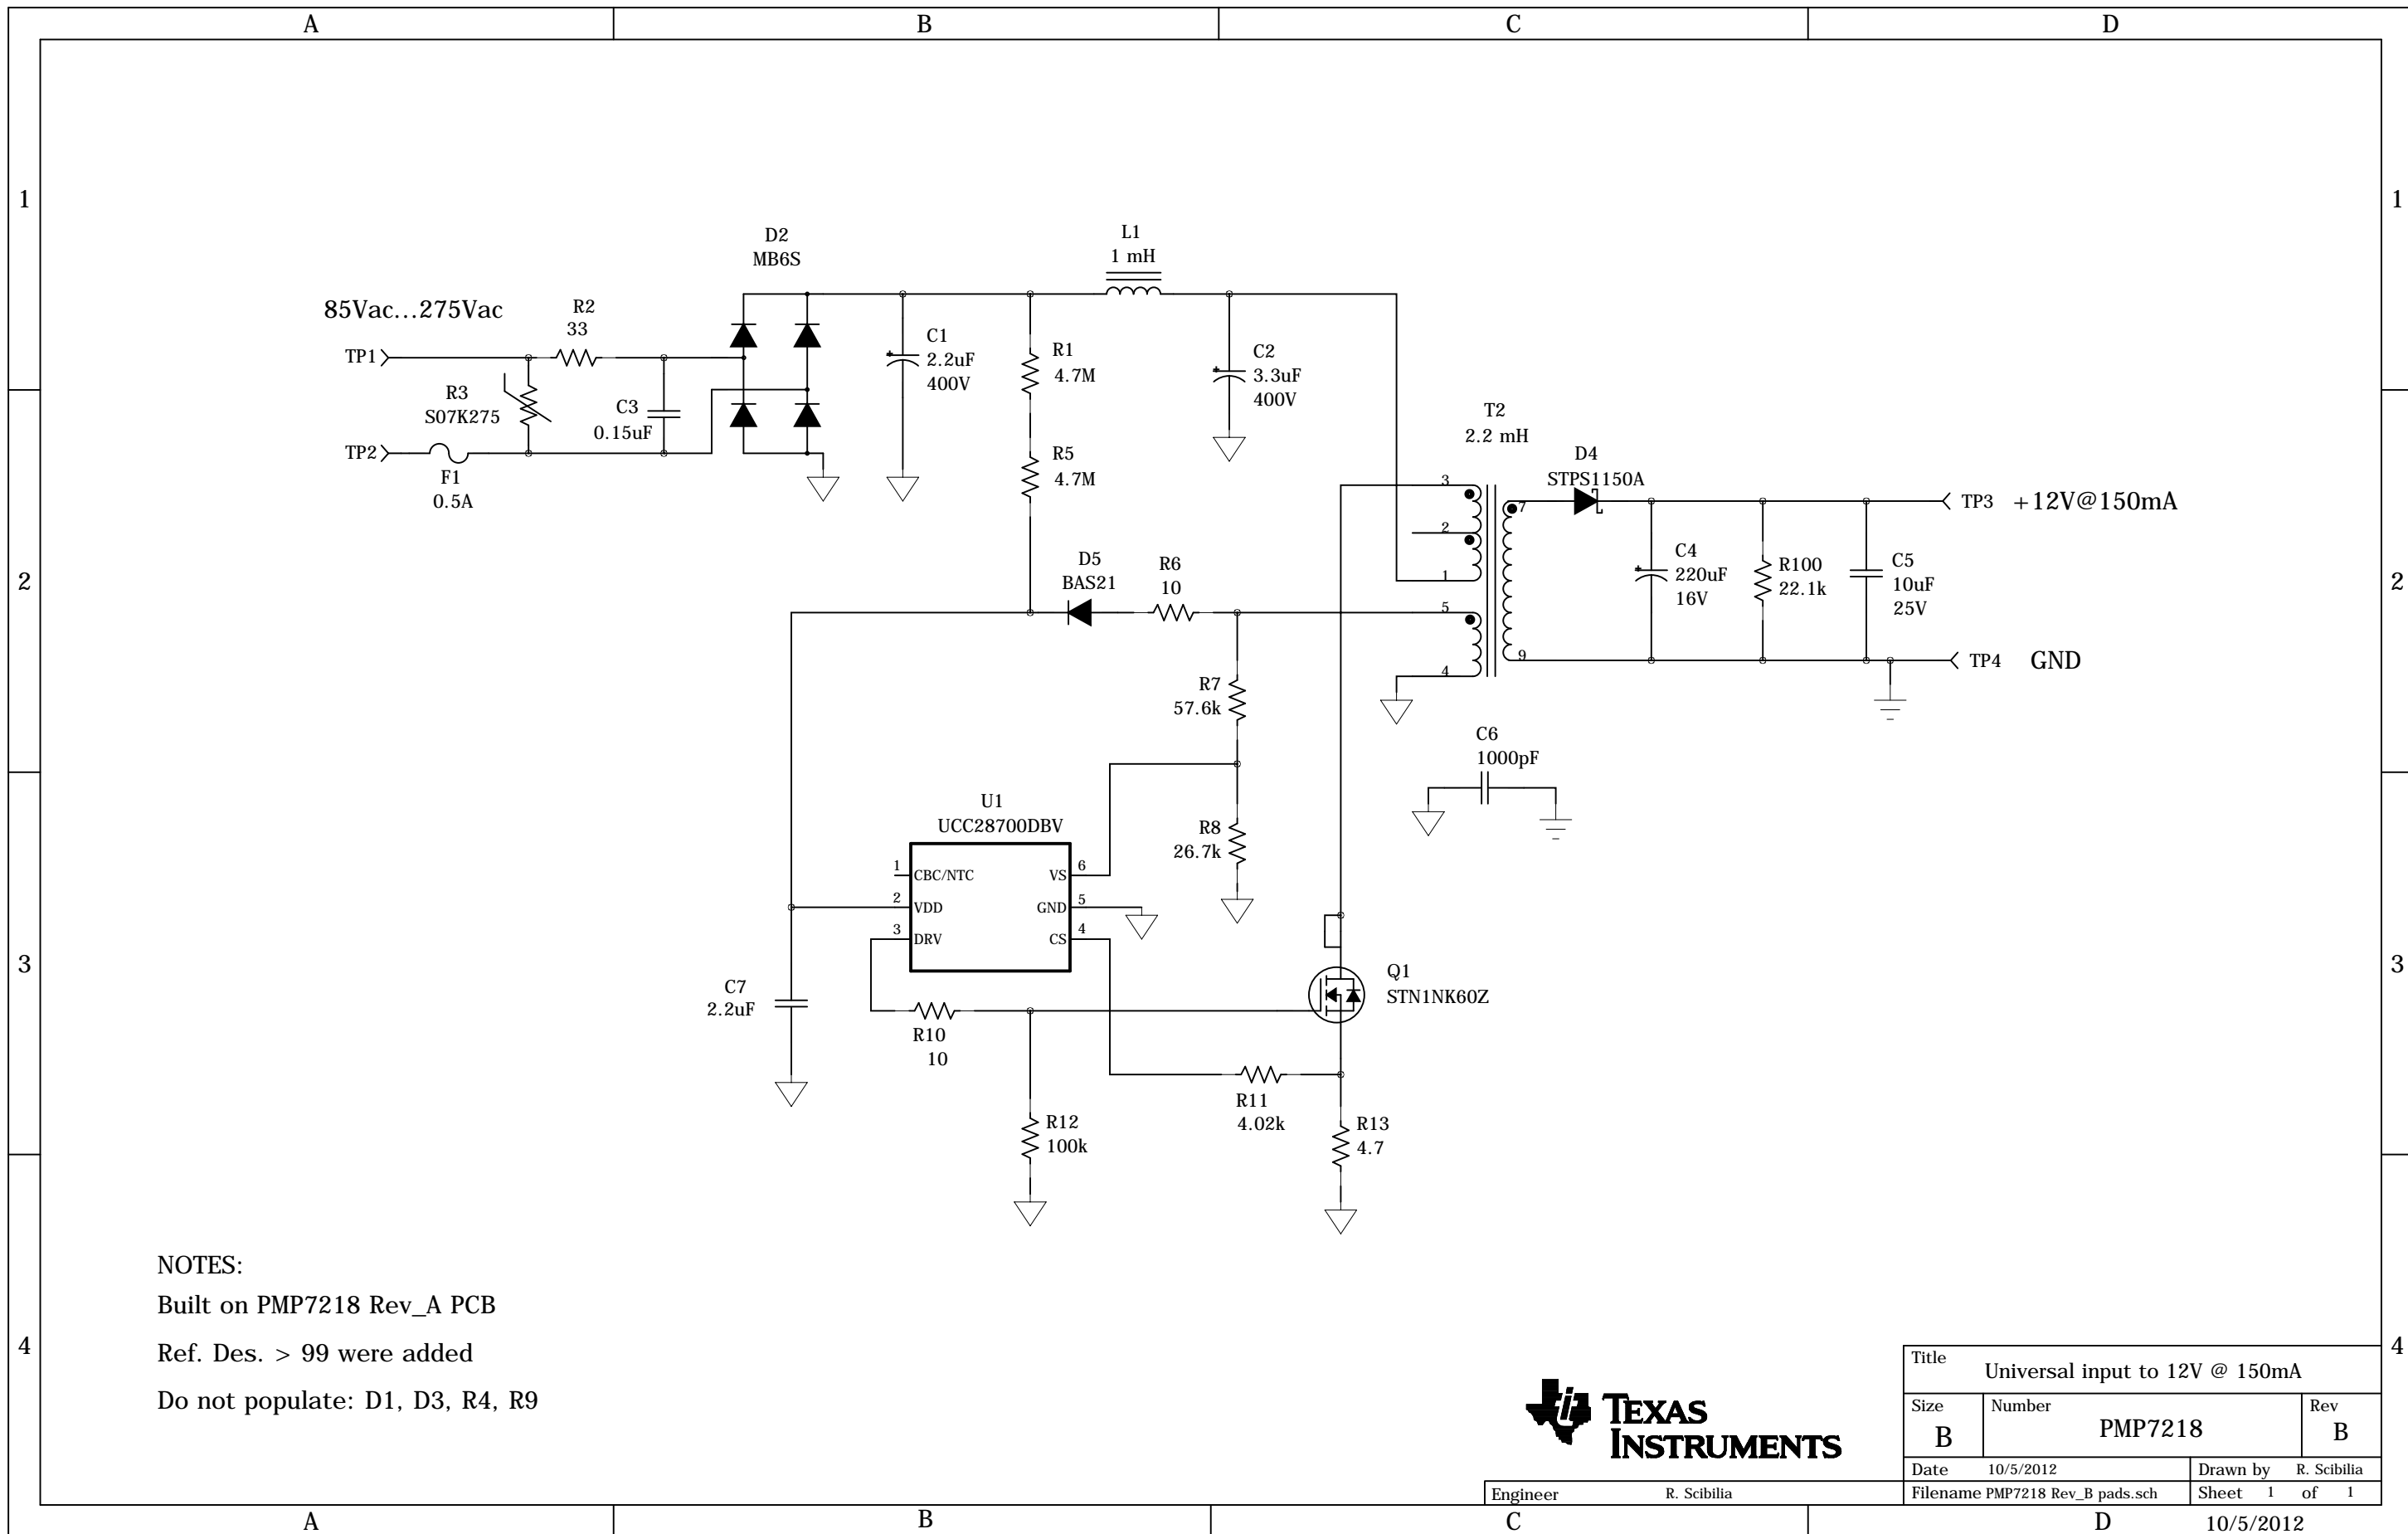 A B C D
1 1
2 2
3 3
4 4
85Vac...275Vac
TP1
TP2
R2
33
R3
S07K275
F1
0.5A
C3
0.15uF
D2
MB6S
C1
2.2uF
400V
R1
4.7M
R5
4.7M
L1
1 mH
C2
3.3uF
400V
T2
2.2 mH
3
2
1
5
4
7
9
D4
STPS1150A
C4
220uF
16V
R100
22.1k
C5
10uF
25V
TP3 +12V@150mA
TP4 GND
D5
BAS21
R6
10
R7
57.6k
R8
26.7k
C6
1000pF
U1
UCC28700DBV
1 CBC/NTC VS 6
2 VDD GND 5
3 DRV CS 4
C7
2.2uF
R10
10
R12
100k
R11
4.02k
R13
4.7
Q1
STN1NK60Z
NOTES:
Built on PMP7218 Rev_A PCB
Ref. Des. > 99 were added
Do not populate: D1, D3, R4, R9
TEXAS
INSTRUMENTS
Engineer R. Scibilia
Title Universal input to 12V @ 150mA
Size B Number PMP7218 Rev B
Date 10/5/2012 Drawn by R. Scibilia
Filename PMP7218 Rev_B pads.sch Sheet 1 of 1
A B C D 10/5/2012